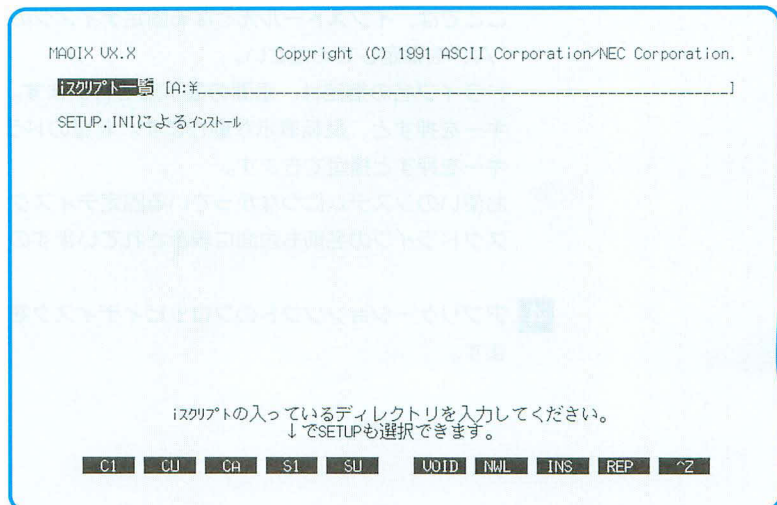 MAOIX VX.X Copyright (C) 1991 ASCII Corporation/NEC Corporation.
iスクリプト一覧 [A:¥_]
SETUP.INIによるインストール
iスクリプトの入っているディレクトリを入力してください。
↓でSETUPも選択できます。
C1 CU CA S1 SU VOID NWL INS REP ^Z